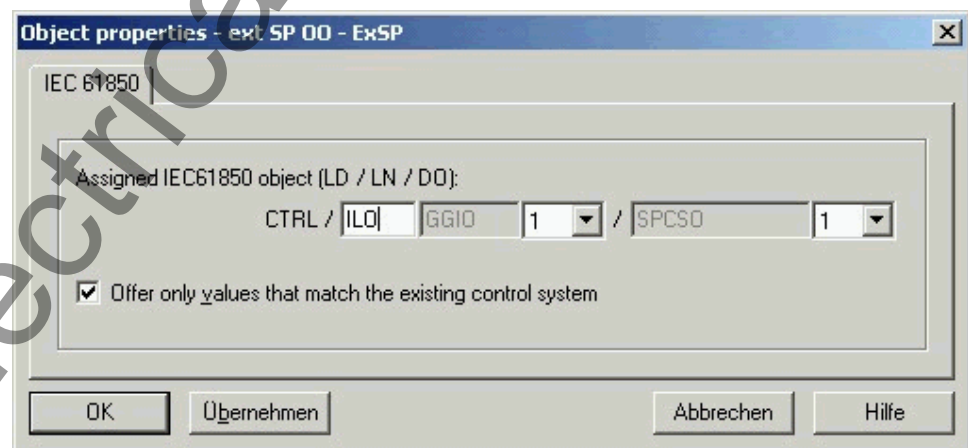 Object properties - ext SP OO - ExSP
IEC 61850
Assigned IEC61850 object (LD / LN / DO):
CTRL / ILO GGIO 1 / SPCSO 1
Offer only values that match the existing control system
OK Übernehmen Abbrechen Hilfe